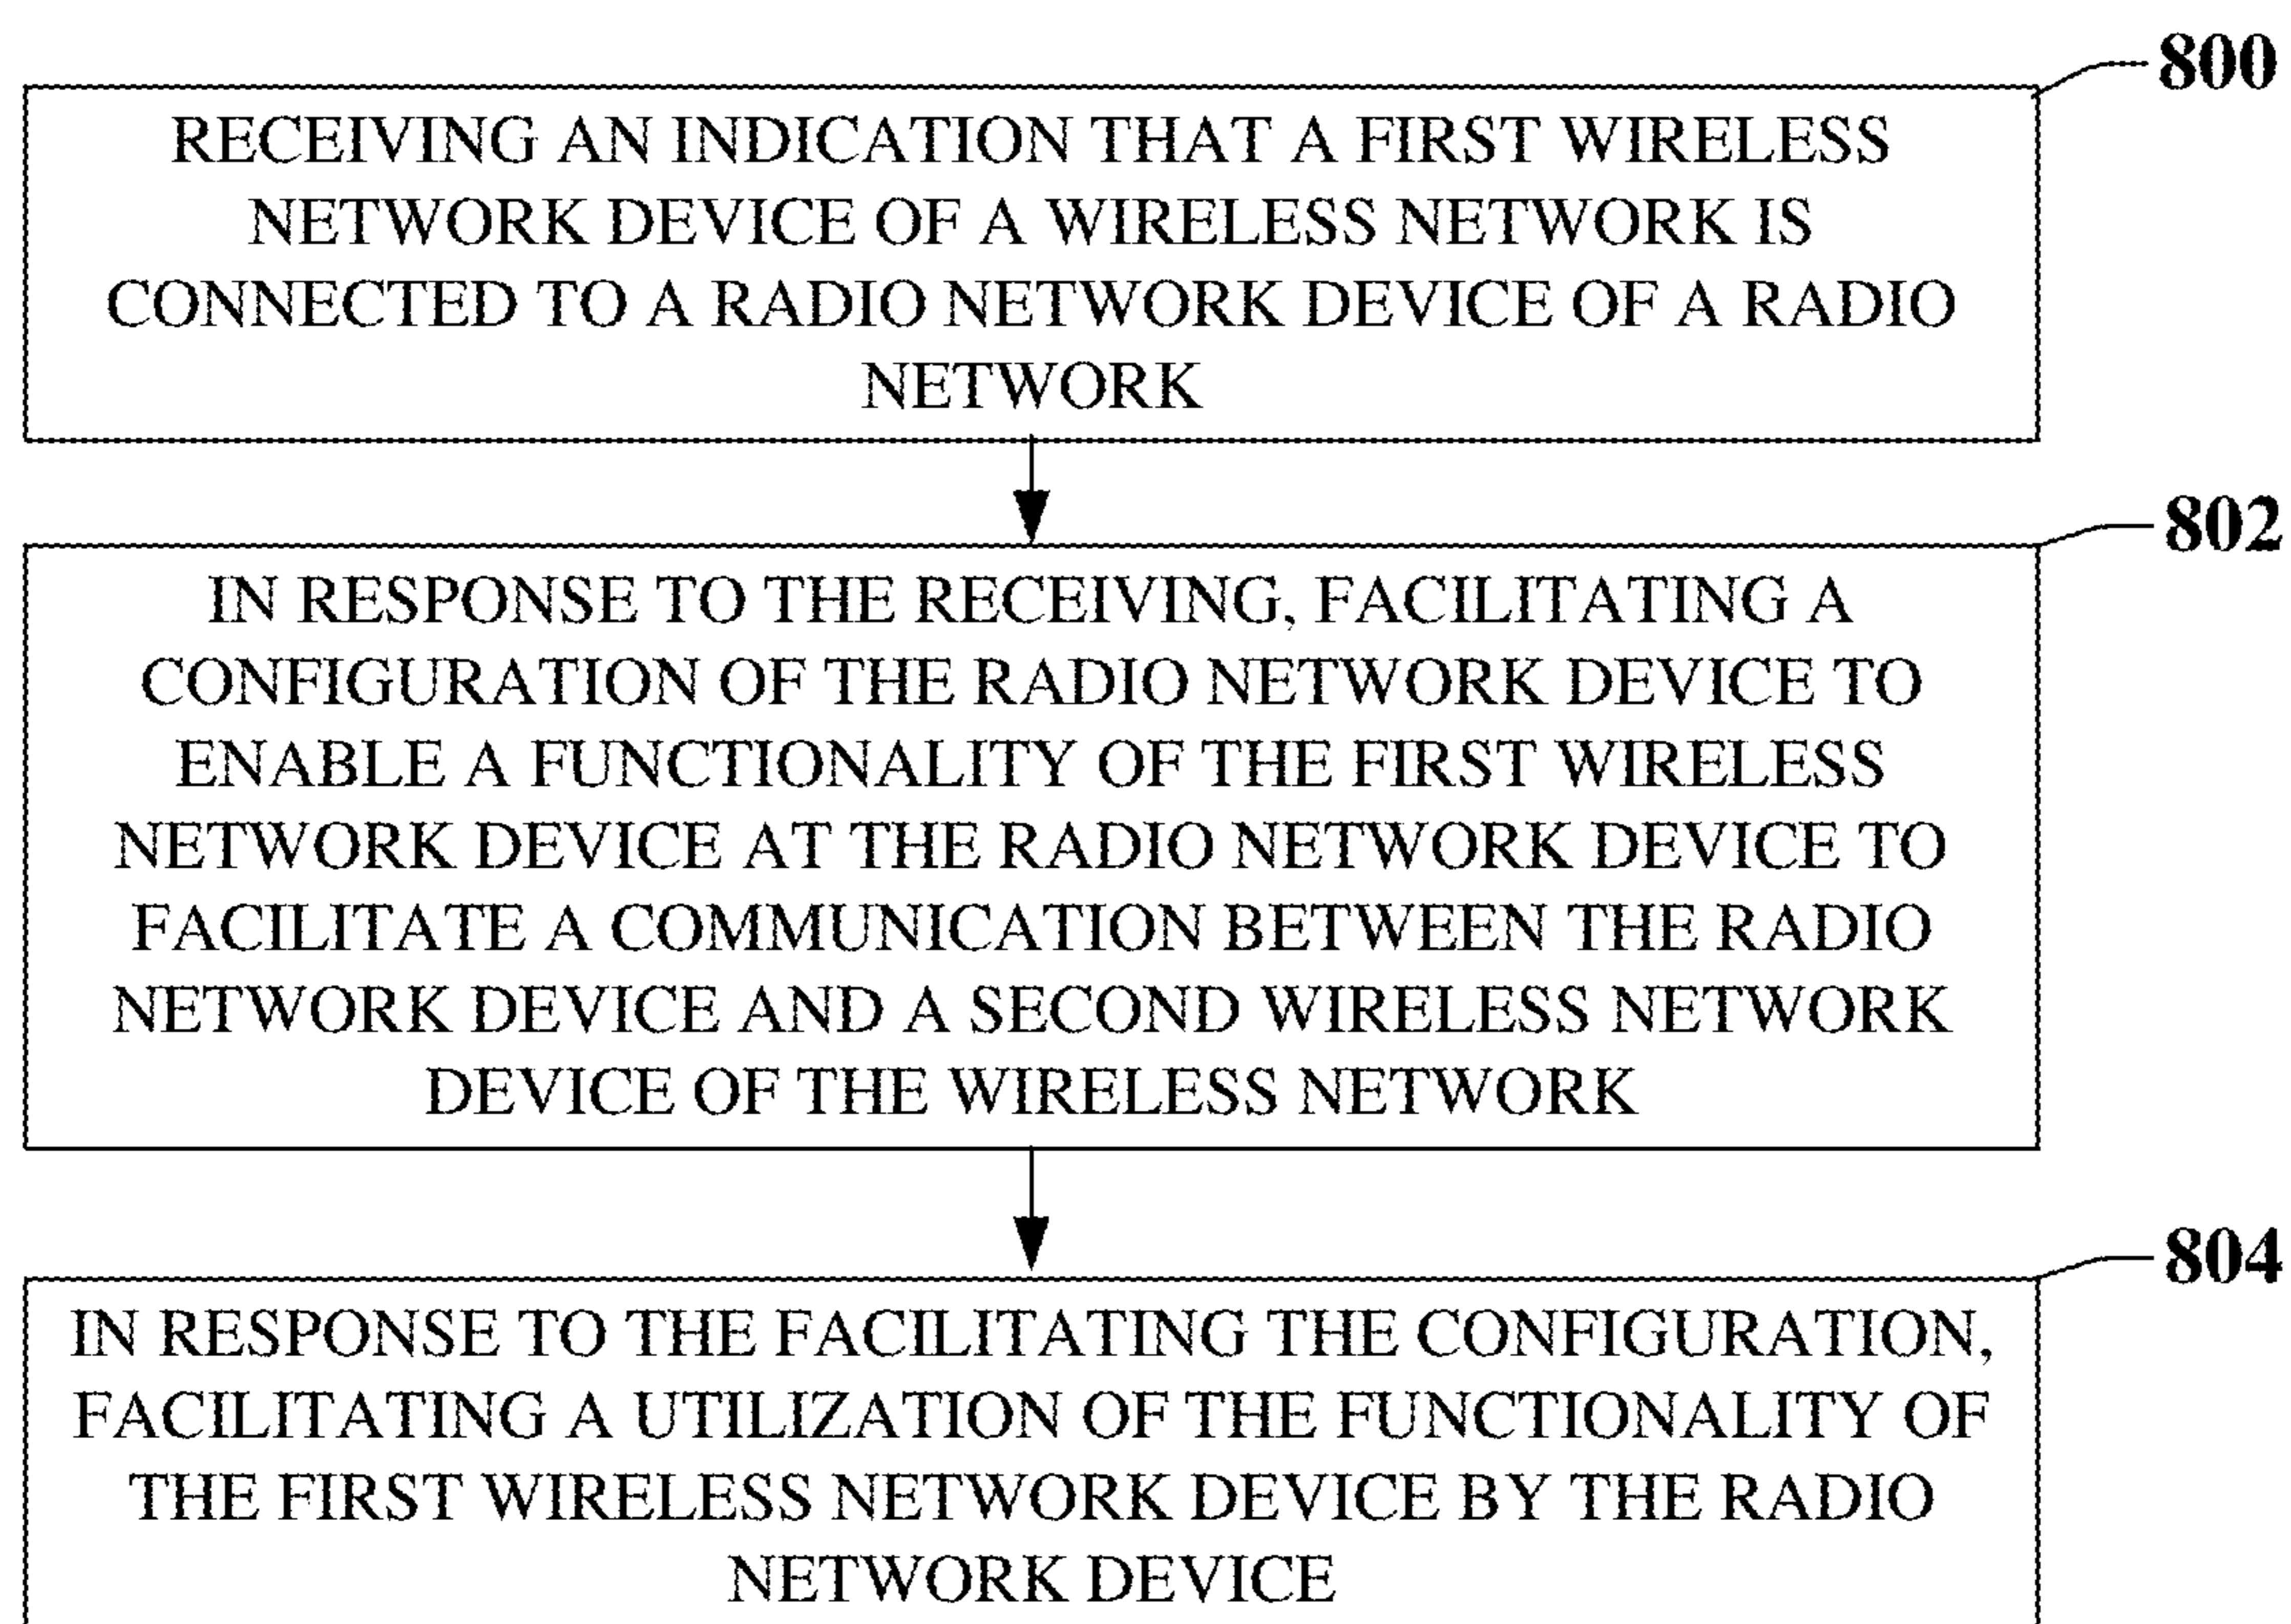 800
RECEIVING AN INDICATION THAT A FIRST WIRELESS
NETWORK DEVICE OF A WIRELESS NETWORK IS
CONNECTED TO A RADIO NETWORK DEVICE OF A RADIO
NETWORK
802
IN RESPONSE TO THE RECEIVING, FACILITATING A
CONFIGURATION OF THE RADIO NETWORK DEVICE TO
ENABLE A FUNCTIONALITY OF THE FIRST WIRELESS
NETWORK DEVICE AT THE RADIO NETWORK DEVICE TO
FACILITATE A COMMUNICATION BETWEEN THE RADIO
NETWORK DEVICE AND A SECOND WIRELESS NETWORK
DEVICE OF THE WIRELESS NETWORK
804
IN RESPONSE TO THE FACILITATING THE CONFIGURATION,
FACILITATING A UTILIZATION OF THE FUNCTIONALITY OF
THE FIRST WIRELESS NETWORK DEVICE BY THE RADIO
NETWORK DEVICE